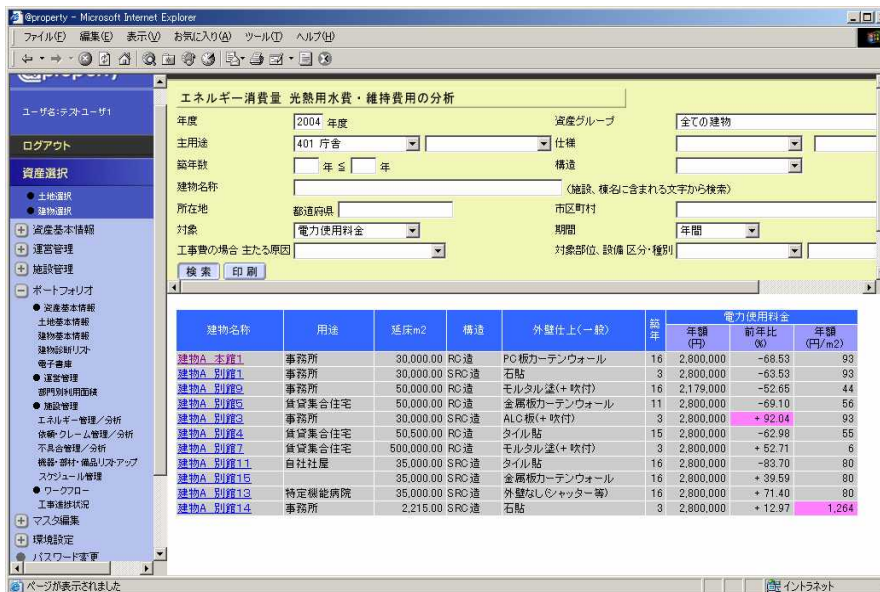 @property - Microsoft Internet Explorer
ファイル(F) 編集(E) 表示(V) お気に入り(A) ツール(T) ヘルプ(H)
@property
ユーザ名:テストユーザ1
ログアウト
資産選択
● 土地選択
● 建物選択
資産基本情報
運営管理
施設管理
ポートフォリオ
● 資産基本情報
土地基本情報
建物基本情報
建物診断リスト
電子書庫
● 運営管理
部門別利用面積
● 施設管理
エネルギー管理/分析
依頼・クレーム管理/分析
不具合管理/分析
機器・部材・備品リストアップ
スケジュール管理
● ワークフロー
工事進捗状況
マスタ編集
環境設定
パスワード変更
エネルギー消費量 光熱用水費・維持費用の分析
年度 2004 年度 資産グループ 全ての建物
主用途 401 庁舎 仕様
築年数 年 ≦ 年 構造
建物名称 (施設、棟名に含まれる文字から検索)
所在地 都道府県 市区町村
対象 電力使用料金 期間 年間
工事費の場合 主たる原因 対象部位、設備 区分・種別
検 索 印 刷
建物名称 用途 延床m2 構造 外壁仕上(一般) 築年 電力使用料金
年額(円) 前年比(%) 年額(円/m2)
建物A 本館1 事務所 30,000.00 RC造 PC板カーテンウォール 16 2,800,000 -68.53 93
建物A 別館1 事務所 30,000.00 SRC造 石貼 3 2,800,000 -63.53 93
建物A 別館9 事務所 50,000.00 RC造 モルタル塗(+吹付) 16 2,179,000 -52.65 44
建物A 別館5 賃貸集合住宅 50,000.00 RC造 金属板カーテンウォール 11 2,800,000 -69.10 56
建物A 別館3 事務所 30,000.00 SRC造 ALC板(+吹付) 3 2,800,000 + 92.04 93
建物A 別館4 賃貸集合住宅 50,500.00 RC造 タイル貼 15 2,800,000 -62.98 55
建物A 別館7 賃貸集合住宅 500,000.00 RC造 モルタル塗(+吹付) 3 2,800,000 + 52.71 6
建物A 別館11 自社社屋 35,000.00 SRC造 タイル貼 16 2,800,000 -83.70 80
建物A 別館15 35,000.00 SRC造 金属板カーテンウォール 16 2,800,000 + 39.59 80
建物A 別館13 特定機能病院 35,000.00 SRC造 外壁なし(シャッター等) 16 2,800,000 + 71.40 80
建物A 別館14 事務所 2,215.00 SRC造 石貼 3 2,800,000 + 12.97 1,264
ページが表示されました イントラネット